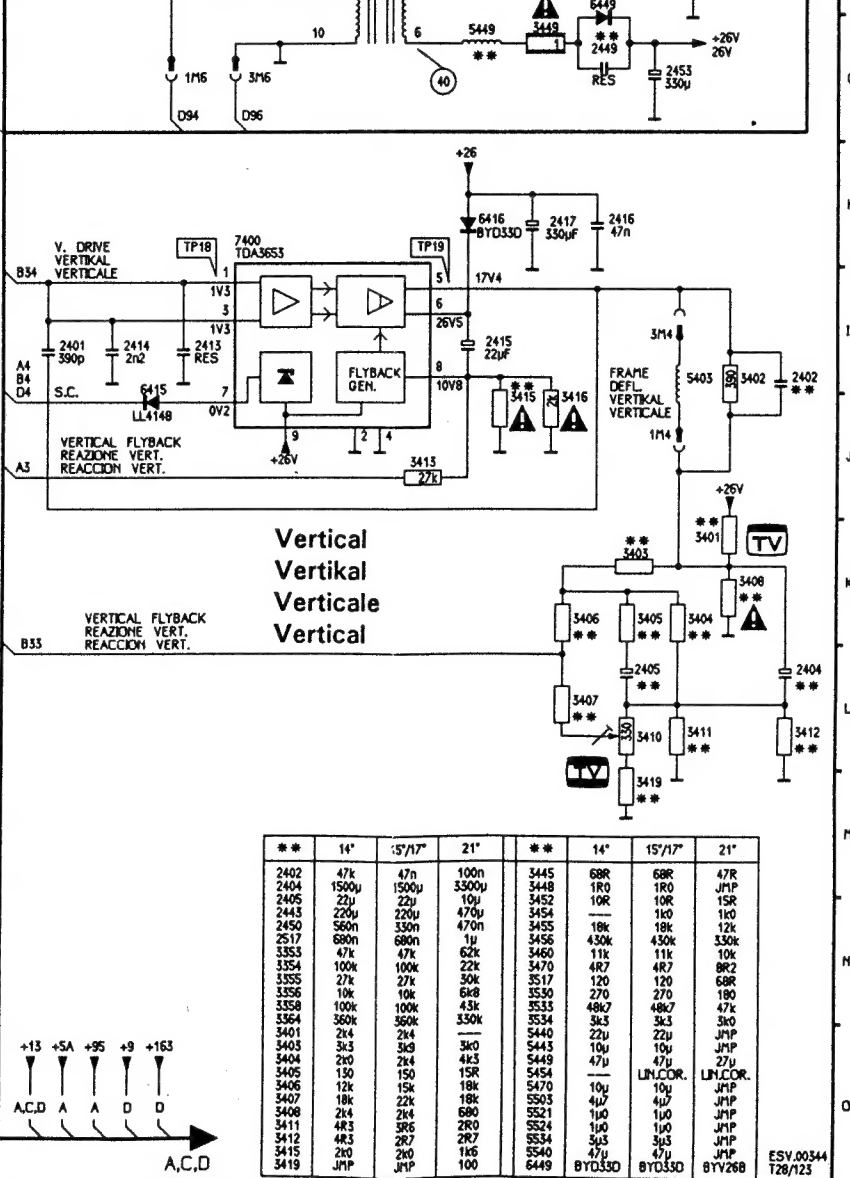 10
6
5449
**
3449
1
6449
**
2449
RES
+26V
26V
2453
330µ
40
1M6
3M6
D94
D96
+26
6416
BYD33D
2417
330µF
2416
47n
V. DRIVE
VERTIKAL
VERTICALE
B34
TP18
7400
TDA3653
TP19
1
1V3
3
1V3
5
17V4
6
26V5
2401
390p
2414
2n2
2413
RES
2415
22µF
A4
B4
D4
S.C.
6415
LL4148
7
0V2
FLYBACK
GEN.
8
10V8
**
3415
2k
3416
9
+26V
2
4
3M4
FRAME
DEFL.
VERTIKAL
VERTICALE
5403
390
3402
2402
**
1M4
VERTICAL FLYBACK
REAZIONE VERT.
REACCION VERT.
A3
3413
27k
+26V
**
3401
TV
Vertical
Vertikal
Verticale
Vertical
**
3403
3408
**
VERTICAL FLYBACK
REAZIONE VERT.
REACCION VERT.
B33
3406
**
3405
**
3404
**
2405
**
2404
**
3407
**
330
3410
3411
**
3412
**
TV
3419
**
** 14" 15"/17" 21" ** 14" 15"/17" 21"
2402 47k 47n 100n 3445 68R 68R 47R
2404 1500µ 1500µ 3300µ 3448 1R0 1R0 JMP
2405 22µ 22µ 10µ 3452 10R 10R 15R
2443 220µ 220µ 470µ 3454 — 1k0 1k0
2450 560n 330n 470n 3455 18k 18k 12k
2517 680n 680n 1µ 3456 430k 430k 330k
3353 47k 47k 62k 3460 11k 11k 10k
3354 100k 100k 22k 3470 4R7 4R7 8R2
3355 27k 27k 30k 3517 120 120 68R
3356 10k 10k 6k8 3530 270 270 180
3358 100k 100k 43k 3533 48k7 48k7 47k
3364 360k 360k 330k 3534 3k3 3k3 3k0
3401 2k4 2k4 — 5440 22µ 22µ JMP
3403 3k3 3k9 3k0 5443 10µ 10µ JMP
3404 2k0 2k4 4k3 5449 47µ 47µ 27µ
3405 130 150 15R 5454 — LIN.COR. LIN.COR.
3406 12k 15k 18k 5470 10µ 10µ JMP
3407 18k 22k 18k 5503 4µ7 4µ7 JMP
3408 2k4 2k4 680 5521 1µ0 1µ0 JMP
3411 4R3 3R6 2R0 5524 1µ0 1µ0 JMP
3412 4R3 2R7 2R7 5534 3µ3 3µ3 JMP
3415 2k0 2k0 1k6 5540 47µ 47µ JMP
3419 JMP JMP 100 6449 BYD33D BYD33D BYV26B
+13 +5A +95 +9 +163
A,C,D A A D D
A,C,D
ESV.00344
T28/123